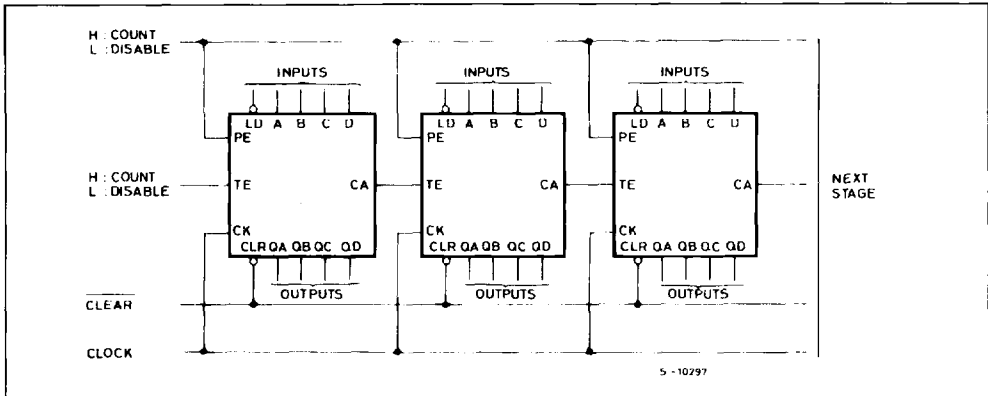 H : COUNT
L : DISABLE
INPUTS
INPUTS
INPUTS
LD A B C D
LD A B C D
LD A B C D
PE
PE
PE
H : COUNT
L : DISABLE
TE CA
TE CA
TE CA
NEXT
STAGE
CK
CK
CK
CLR QA QB QC QD
CLR QA QB QC QD
CLR QA QB QC QD
OUTPUTS
OUTPUTS
OUTPUTS
CLEAR
CLOCK
S-10297